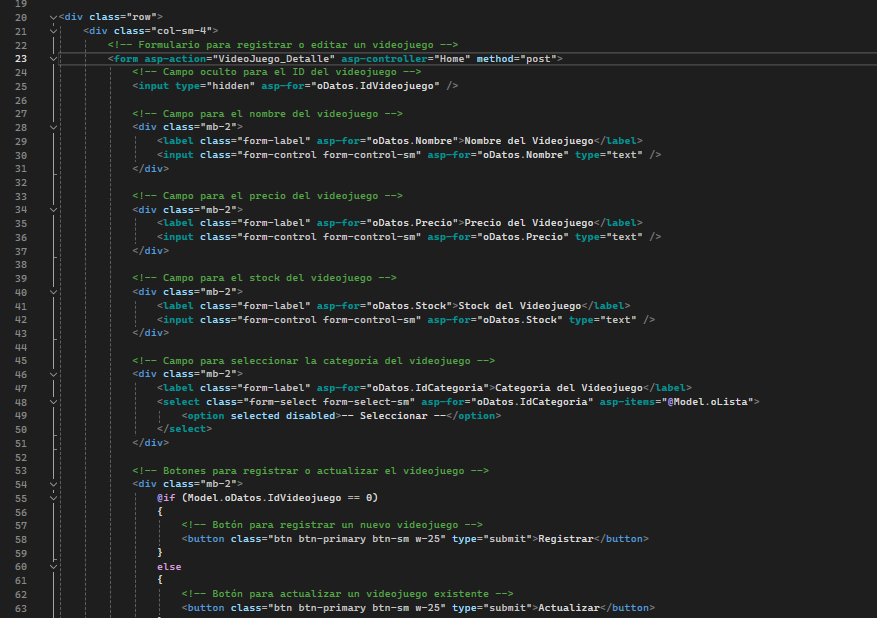 19
20 <div class="row">
21 <div class="col-sm-4">
22 <!-- Formulario para registrar o editar un videojuego -->
23 <form asp-action="VideoJuego_Detalle" asp-controller="Home" method="post">
24 <!-- Campo oculto para el ID del videojuego -->
25 <input type="hidden" asp-for="oDatos.IdVideojuego" />
26
27 <!-- Campo para el nombre del videojuego -->
28 <div class="mb-2">
29 <label class="form-label" asp-for="oDatos.Nombre">Nombre del Videojuego</label>
30 <input class="form-control form-control-sm" asp-for="oDatos.Nombre" type="text" />
31 </div>
32
33 <!-- Campo para el precio del videojuego -->
34 <div class="mb-2">
35 <label class="form-label" asp-for="oDatos.Precio">Precio del Videojuego</label>
36 <input class="form-control form-control-sm" asp-for="oDatos.Precio" type="text" />
37 </div>
38
39 <!-- Campo para el stock del videojuego -->
40 <div class="mb-2">
41 <label class="form-label" asp-for="oDatos.Stock">Stock del Videojuego</label>
42 <input class="form-control form-control-sm" asp-for="oDatos.Stock" type="text" />
43 </div>
44
45 <!-- Campo para seleccionar la categoría del videojuego -->
46 <div class="mb-2">
47 <label class="form-label" asp-for="oDatos.IdCategoria">Categoría del Videojuego</label>
48 <select class="form-select form-select-sm" asp-for="oDatos.IdCategoria" asp-items="@Model.oLista">
49 <option selected disabled>-- Seleccionar --</option>
50 </select>
51 </div>
52
53 <!-- Botones para registrar o actualizar el videojuego -->
54 <div class="mb-2">
55 @if (Model.oDatos.IdVideojuego == 0)
56 {
57 <!-- Botón para registrar un nuevo videojuego -->
58 <button class="btn btn-primary btn-sm w-25" type="submit">Registrar</button>
59 }
60 else
61 {
62 <!-- Botón para actualizar un videojuego existente -->
63 <button class="btn btn-primary btn-sm w-25" type="submit">Actualizar</button>